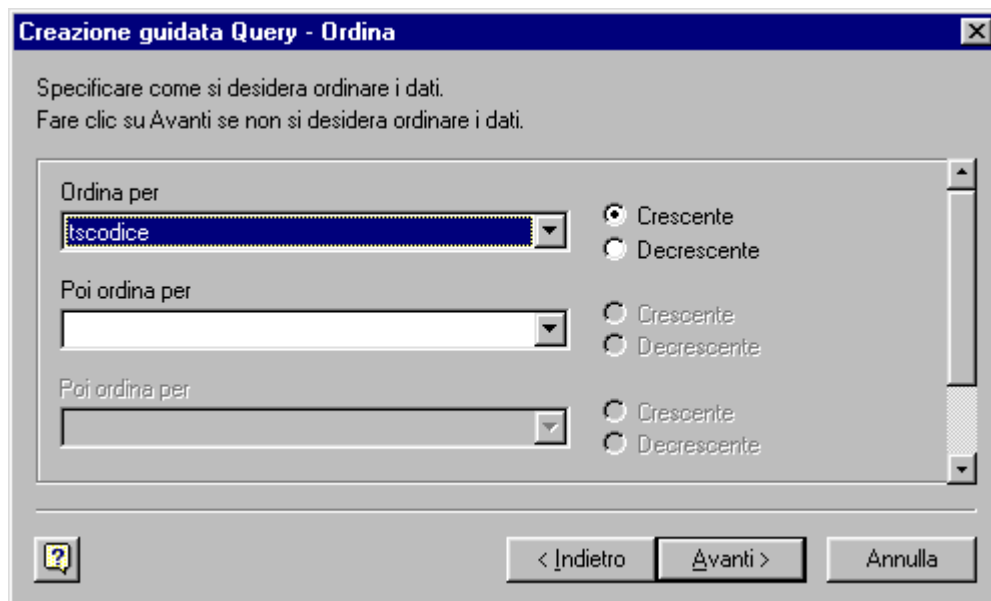 Creazione guidata Query - Ordina
Specificare come si desidera ordinare i dati.
Fare clic su Avanti se non si desidera ordinare i dati.
Ordina per
tscodice
Crescente
Decrescente
Poi ordina per
Crescente
Decrescente
Poi ordina per
Crescente
Decrescente
< Indietro
Avanti >
Annulla